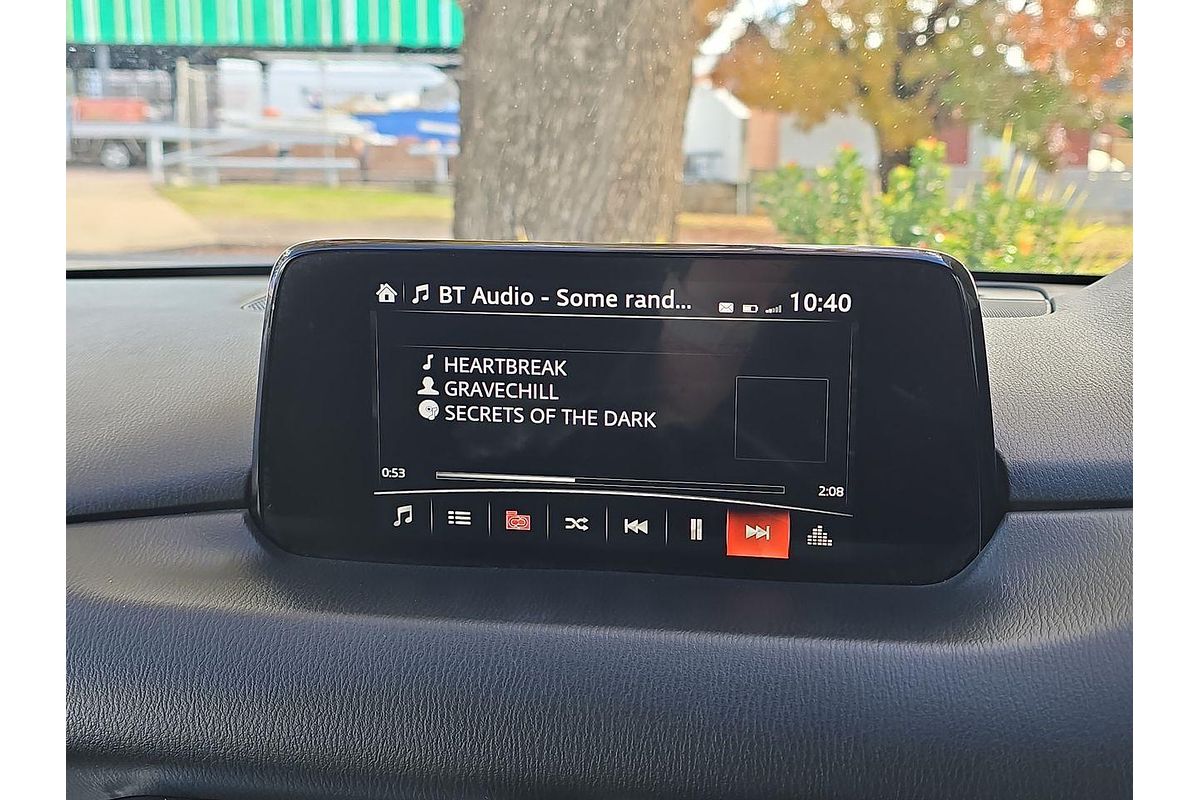 BT Audio - Some rand... 10:40
HEARTBREAK
GRAVECHILL
SECRETS OF THE DARK
0:53
2:08